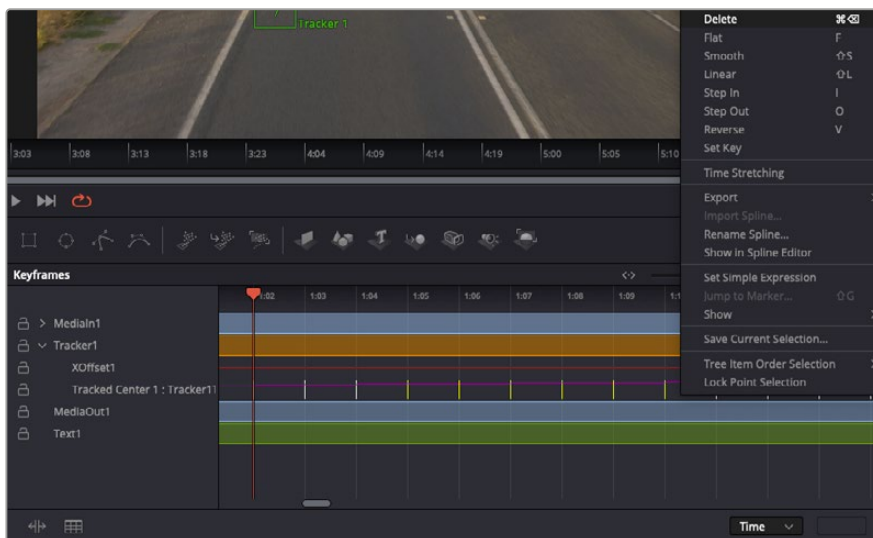 Tracker 1
Delete ⌘⌫
Flat F
Smooth ⇧S
Linear ⇧L
Step In I
Step Out O
Reverse V
Set Key
Time Stretching
Export >
Import Spline...
Rename Spline...
Show in Spline Editor
Set Simple Expression
Jump to Marker... ⇧G
Show >
Save Current Selection...
Tree Item Order Selection >
Lock Point Selection
3:03 3:08 3:13 3:18 3:23 4:04 4:09 4:14 4:19 5:00 5:05 5:10
Keyframes
1:02 1:03 1:04 1:05 1:06 1:07 1:08 1:09
MediaIn1
Tracker1
XOffset1
Tracked Center 1 : Tracker11
MediaOut1
Text1
Time